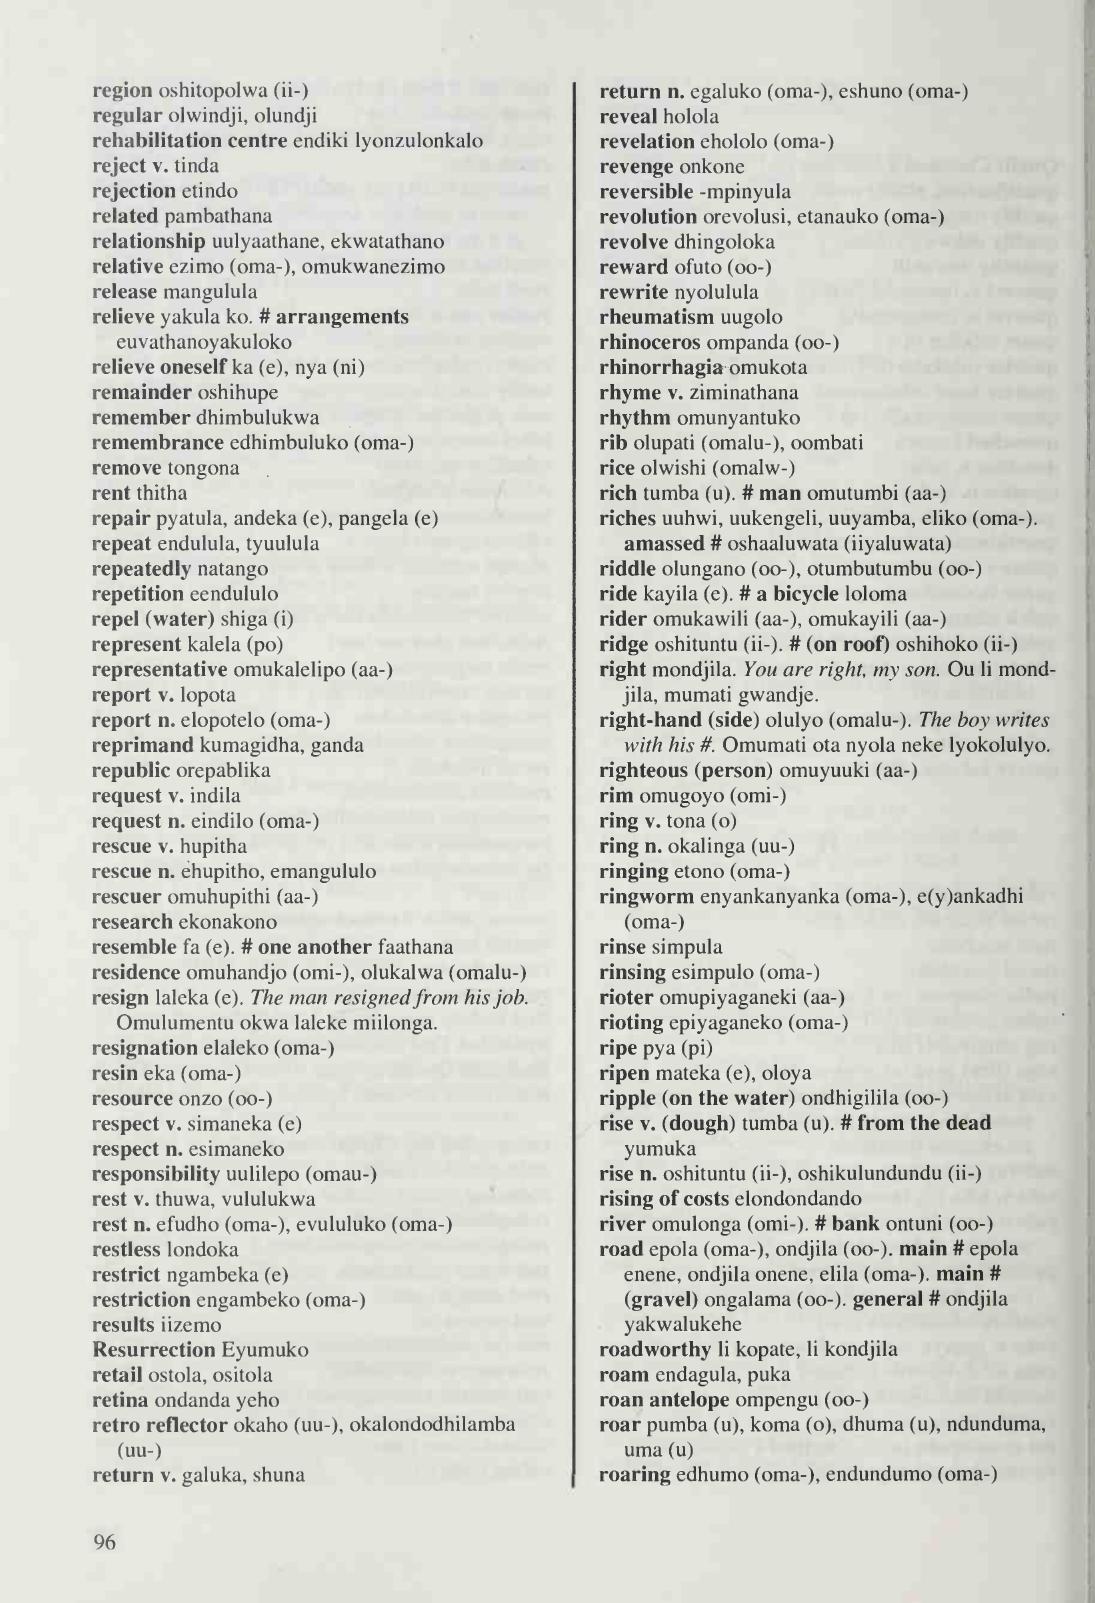 region oshitopolwa (ii-)
regular olwindji, olundji
rehabilitation centre endiki lyonzulonkalo
reject v. tinda
rejection etindo
related pambathana
relationship uulyaathane, ekwatathano
relative ezimo (oma-), omukwanezimo
release mangulula
relieve yakula ko. # arrangements
euvathanoyakuloko
relieve oneself ka (e), nya (ni)
remainder oshihupe
remember dhimbulukwa
remembrance edhimbuluko (oma-)
remove tongona
rent thitha
repair pyatula, andeka (e), pangela (e)
repeat endulula, tyuulula
repeatedly natango
repetition eendululo
repel (water) shiga (i)
represent kalela (po)
representative omukalelipo (aa-)
report v. lopota
report n. elopotelo (oma-)
reprimand kumagidha, ganda
republic orepablika
request v. indila
request n. eindilo (oma-)
rescue v. hupitha
rescue n. ehupitho, emangululo
rescuer omuhupithi (aa-)
research ekonakono
resemble fa (e). # one another faathana
residence omuhandjo (omi-), olukalwa (omalu-)
resign laleka (e). The man resigned from his job.
Omulumentu okwa laleke miilonga.
resignation elaleko (oma-)
resin eka (oma-)
resource onzo (oo-)
respect v. simaneka (e)
respect n. esimaneko
responsibility uulilepo (omau-)
rest v. thuwa, vululukwa
rest n. efudho (oma-), evululuko (oma-)
restless londoka
restrict ngambeka (e)
restriction engambeko (oma-)
results iizemo
Resurrection Eyumuko
retail ostola, ositola
retina ondanda yeho
retro reflector okaho (uu-), okalondodhilamba
(uu-)
return v. galuka, shuna
return n. egaluko (oma-), eshuno (oma-)
reveal holola
revelation ehololo (oma-)
revenge onkone
reversible -mpinyula
revolution orevolusi, etanauko (oma-)
revolve dhingoloka
reward ofuto (oo-)
rewrite nyolulula
rheumatism uugolo
rhinoceros ompanda (oo-)
rhinorrhagia omukota
rhyme v. ziminathana
rhythm omunyantuko
rib olupati (omalu-), oombati
rice olwishi (omalw-)
rich tumba (u). # man omutumbi (aa-)
riches uuhwi, uukengeli, uuyamba, eliko (oma-).
amassed # oshaaluwata (iiyaluwata)
riddle olungano (oo-), otumbutumbu (oo-)
ride kayila (e). # a bicycle loloma
rider omukawili (aa-), omukayili (aa-)
ridge oshituntu (ii-). # (on roof) oshihoko (ii-)
right mondjila. You are right, my son. Ou li mond-
jila, mumati gwandje.
right-hand (side) olulyo (omalu-). The boy writes
with his #. Omumati ota nyola neke lyokolulyo.
righteous (person) omuyuuki (aa-)
rim omugoyo (omi-)
ring v. tona (o)
ring n. okalinga (uu-)
ringing etono (oma-)
ringworm enyankanyanka (oma-), e(y)ankadhi
(oma-)
rinse simpula
rinsing esimpulo (oma-)
rioter omupiyaganeki (aa-)
rioting epiyaganeko (oma-)
ripe pya (pi)
ripen mateka (e), oloya
ripple (on the water) ondhigilila (oo-)
rise v. (dough) tumba (u). # from the dead
yumuka
rise n. oshituntu (ii-), oshikulundundu (ii-)
rising of costs elondondando
river omulonga (omi-). # bank ontuni (oo-)
road epola (oma-), ondjila (oo-). main # epola
enene, ondjila onene, elila (oma-). main #
(gravel) ongalama (oo-). general # ondjila
yakwalukehe
roadworthy li kopate, li kondjila
roam endagula, puka
roan antelope ompengu (oo-)
roar pumba (u), koma (o), dhuma (u), ndunduma,
uma (u)
roaring edhumo (oma-), endundumo (oma-)
96